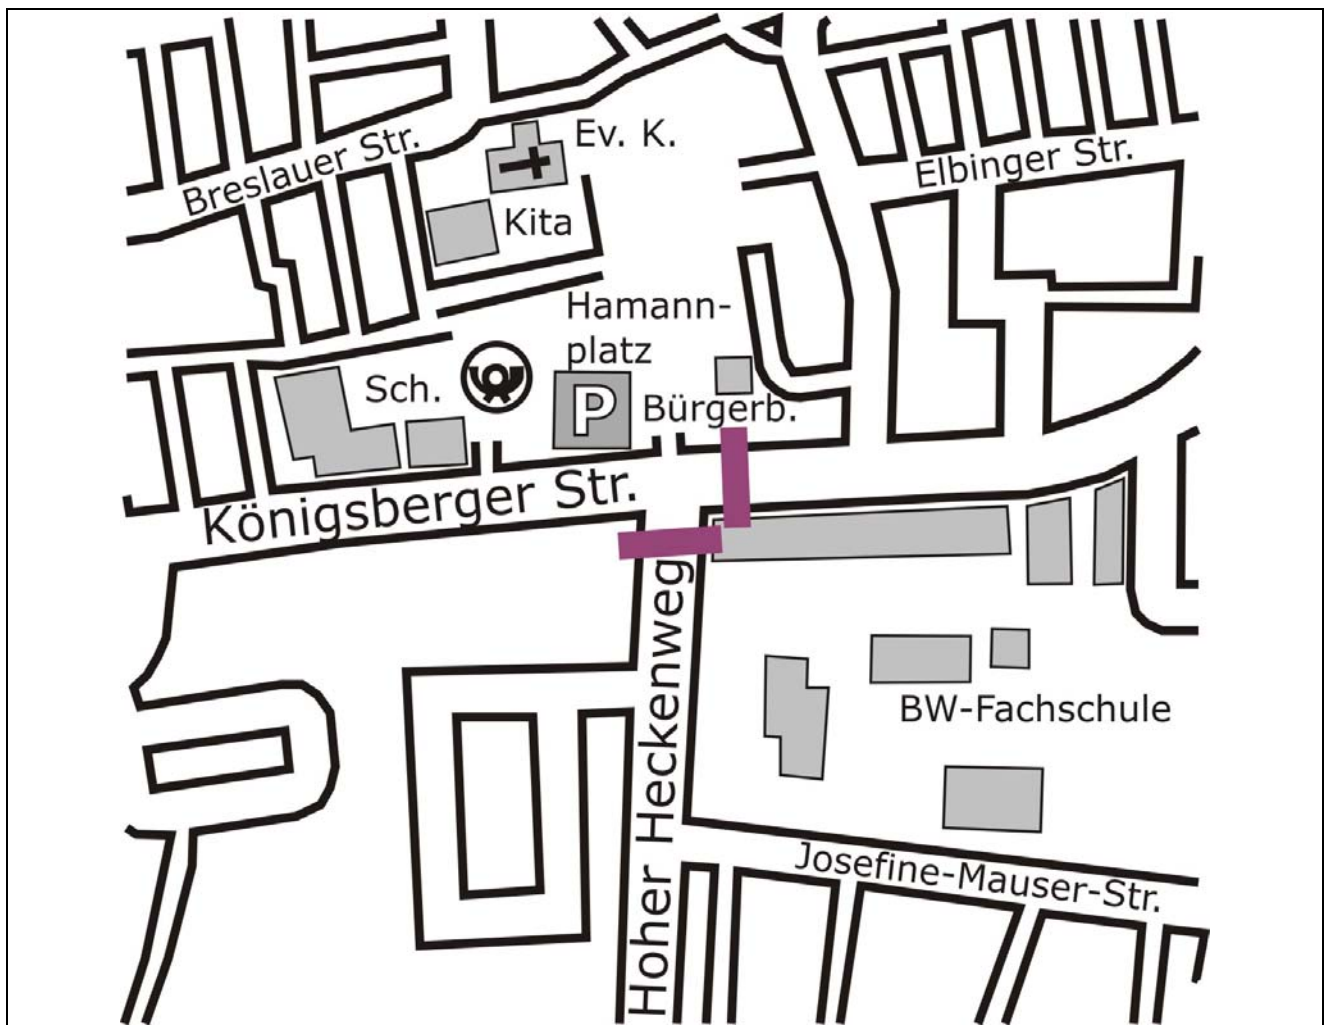 Ev. K.
Breslauer Str.
Elbinger Str.
Kita
Hamann-
platz
Sch.
P
Bürgerb.
Königsberger Str.
Hoher Heckenweg
BW-Fachschule
Josefine-Mauser-Str.